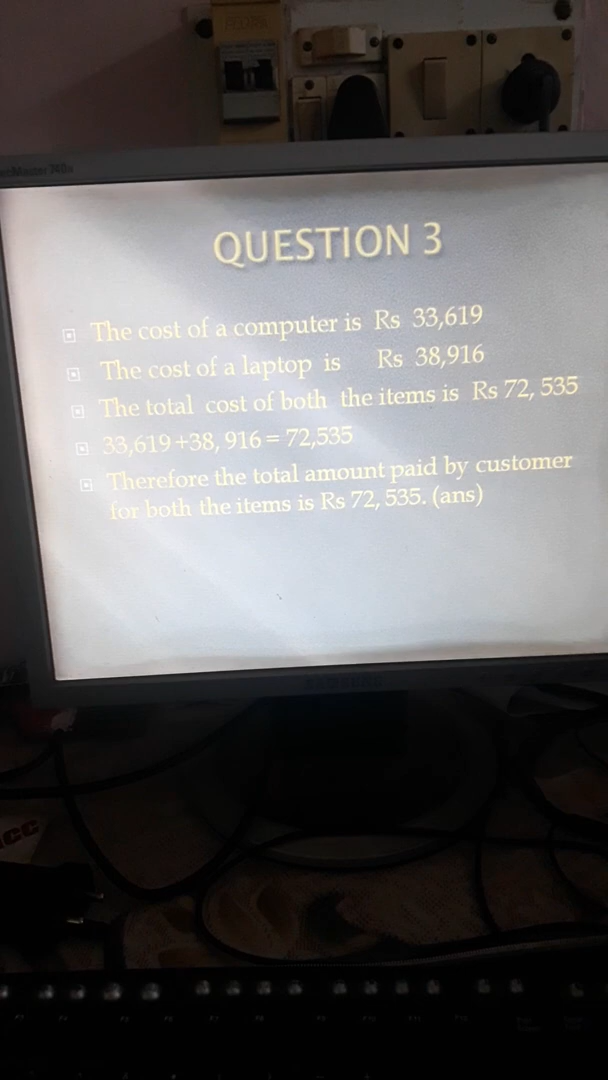 QUESTION 3
The cost of a computer is Rs 33,619
The cost of a laptop is Rs 38,916
The total cost of both the items is Rs 72, 535
33,619 +38, 916 = 72,535
Therefore the total amount paid by customer
for both the items is Rs 72, 535. (ans)
SAMSUNG